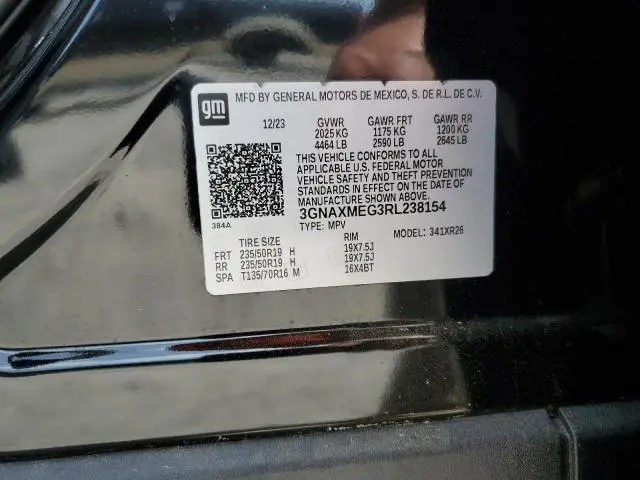 gm MFD BY GENERAL MOTORS DE MEXICO, S. DE R.L. DE C.V.
12/23 GVWR GAWR FRT GAWR RR
2025 KG 1175 KG 1200 KG
4464 LB 2590 LB 2645 LB
THIS VEHICLE CONFORMS TO ALL
APPLICABLE U.S. FEDERAL MOTOR
VEHICLE SAFETY AND THEFT PREVENTION
STANDARDS IN EFFECT ON THE DATE OF
MANUFACTURE SHOWN ABOVE.
3GNAXMEG3RL238154
384A TYPE: MPV MODEL: 341XR26
TIRE SIZE RIM
FRT 235/50R19 H 19X7.5J
RR 235/50R19 H 19X7.5J
SPA T135/70R16 M 16X4BT